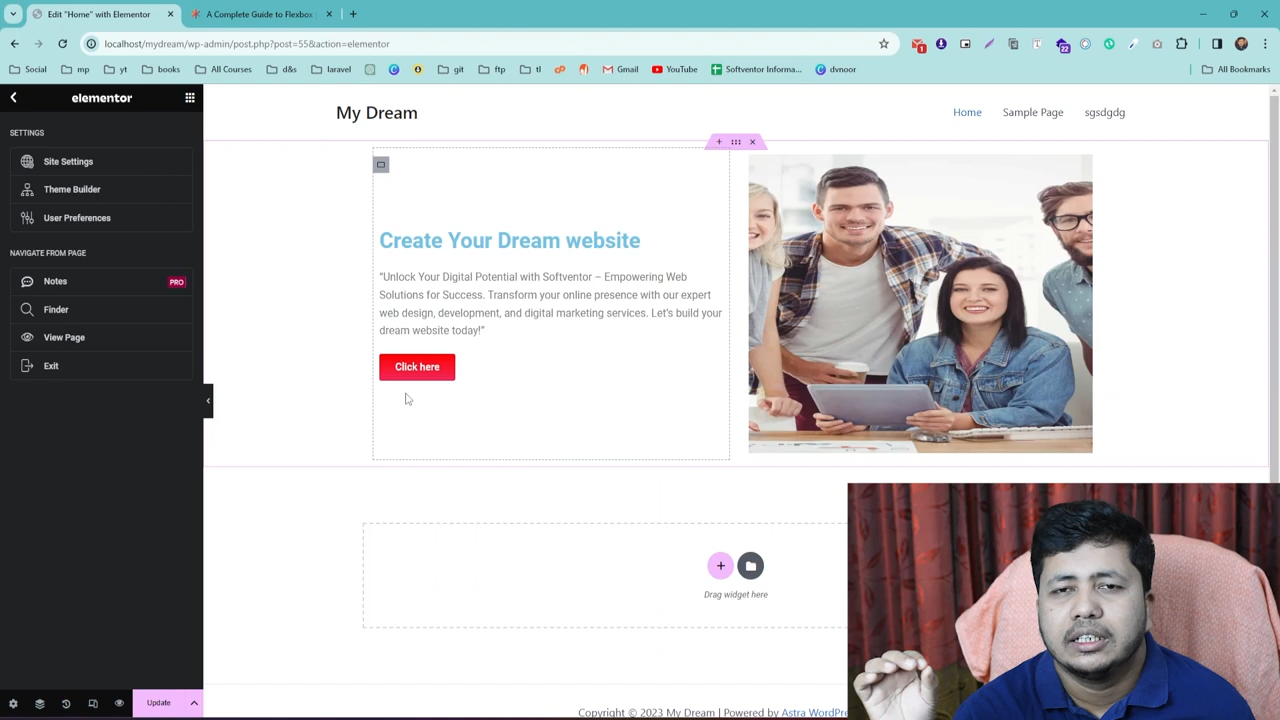 Edit "Home" with Elementor
A Complete Guide to Flexbox
localhost/mydream/wp-admin/post.php?post=55&action=elementor
1
22
Social
mp
yt
books
All Courses
d&s
laravel
git
ftp
tl
Gmail
YouTube
Softventor Informa...
dvnoor
All Bookmarks
elementor
SETTINGS
Site Settings
Theme Builder
User Preferences
NAVIGATE FROM PAGE
Notes PRO
Finder
View Page
Exit
Update
My Dream
Home Sample Page sgsdgdg
Create Your Dream website
“Unlock Your Digital Potential with Softventor – Empowering Web
Solutions for Success. Transform your online presence with our expert
web design, development, and digital marketing services. Let’s build your
dream website today!”
Click here
Drag widget here
Copyright © 2023 My Dream | Powered by Astra WordPre